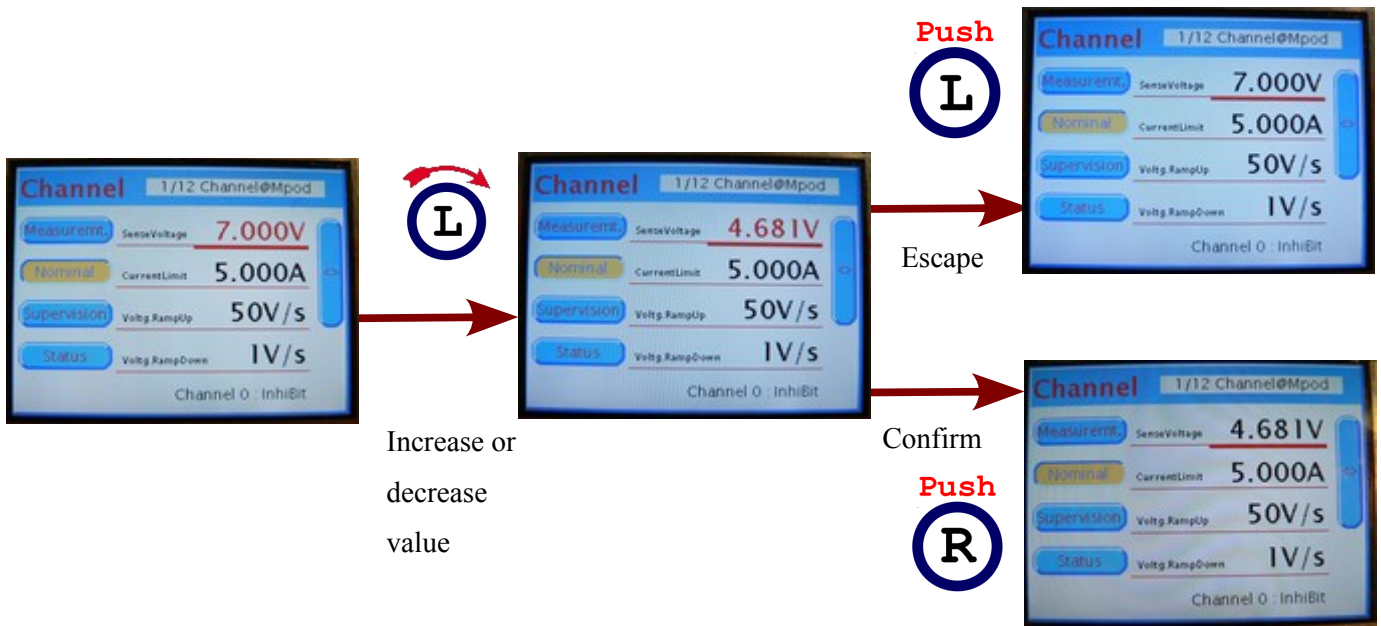 Channel 1/12 Channel@Mpod
Measuremt. SenseVoltage 7.000V
Nominal CurrentLimit 5.000A
<>
Supervision Voltg.RampUp 50V/s
Status Voltg.RampDown 1V/s
Channel 0 : InhiBit
L
Increase or
decrease
value
Channel 1/12 Channel@Mpod
Measuremt. SenseVoltage 4.681V
Nominal CurrentLimit 5.000A
<>
Supervision Voltg.RampUp 50V/s
Status Voltg.RampDown 1V/s
Channel 0 : InhiBit
Push
L
Escape
Channel 1/12 Channel@Mpod
Measuremt. SenseVoltage 7.000V
Nominal CurrentLimit 5.000A
<>
Supervision Voltg.RampUp 50V/s
Status Voltg.RampDown 1V/s
Channel 0 : InhiBit
Confirm
Push
R
Channel 1/12 Channel@Mpod
Measuremt. SenseVoltage 4.681V
Nominal CurrentLimit 5.000A
<>
Supervision Voltg.RampUp 50V/s
Status Voltg.RampDown 1V/s
Channel 0 : InhiBit